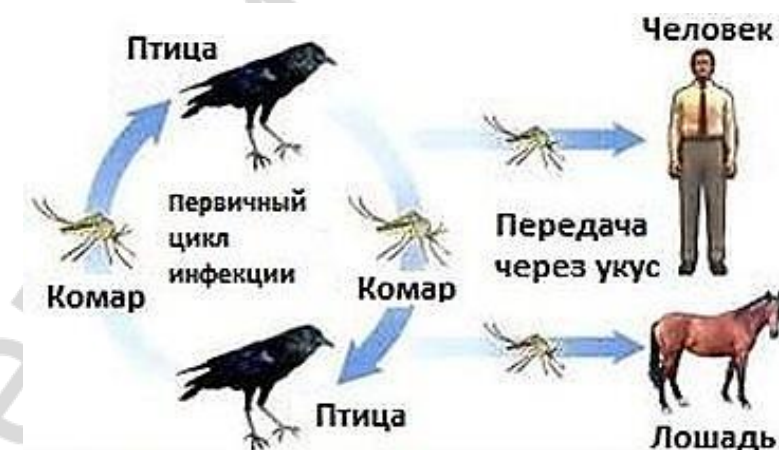 Птица
Человек
Первичный
цикл
инфекции
Комар
Комар
Передача
через укус
Птица
Лошадь